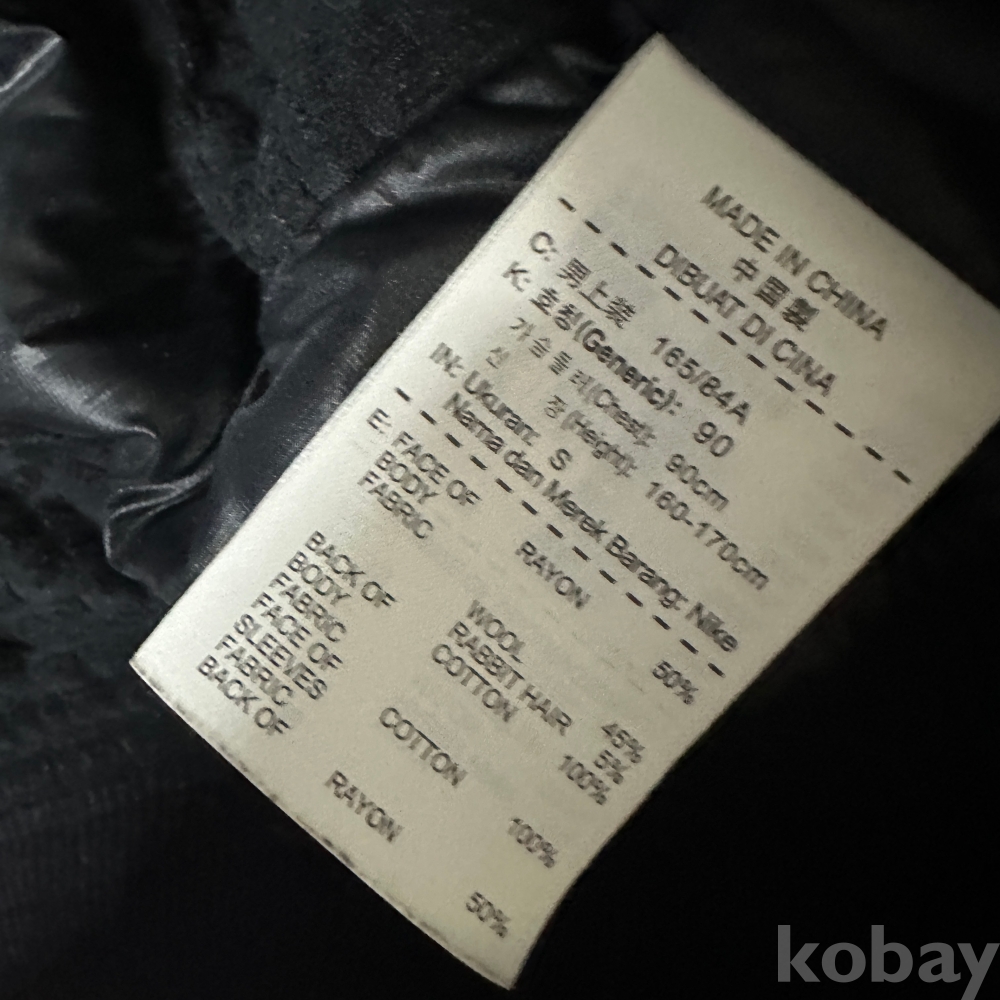 MADE IN CHINA
中国製
DIBUAT DI CINA
C: 男上装 165/84A
K: 호칭(Generic): 90
가슴둘레(Chest): 90cm
신 장 (Height): 160-170cm
IN: Ukuran: S
Nama dan Merek Barang: Nike
E: FACE OF
BODY
FABRIC RAYON 50%
WOOL 45%
RABBIT HAIR 5%
BACK OF
BODY
FABRIC COTTON 100%
FACE OF
SLEEVES
FABRIC COTTON 100%
BACK OF RAYON 50%
kobay